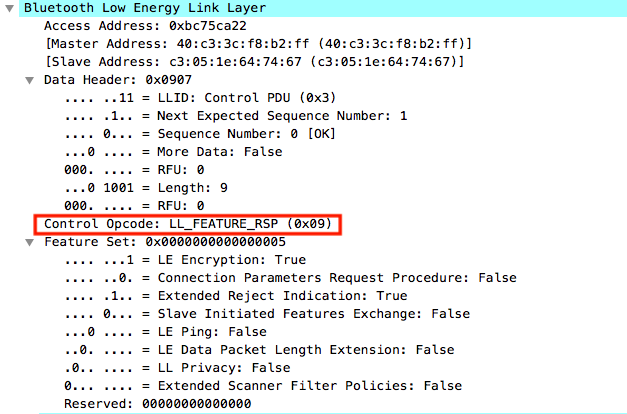 Bluetooth Low Energy Link Layer
Access Address: 0xbc75ca22
[Master Address: 40:c3:3c:f8:b2:ff (40:c3:3c:f8:b2:ff)]
[Slave Address: c3:05:1e:64:74:67 (c3:05:1e:64:74:67)]
Data Header: 0x0907
.... ..11 = LLID: Control PDU (0x3)
.... .1.. = Next Expected Sequence Number: 1
.... 0... = Sequence Number: 0 [OK]
...0 .... = More Data: False
000. .... = RFU: 0
...0 1001 = Length: 9
000. .... = RFU: 0
Control Opcode: LL_FEATURE_RSP (0x09)
Feature Set: 0x0000000000000005
.... ...1 = LE Encryption: True
.... ..0. = Connection Parameters Request Procedure: False
.... .1.. = Extended Reject Indication: True
.... 0... = Slave Initiated Features Exchange: False
...0 .... = LE Ping: False
..0. .... = LE Data Packet Length Extension: False
.0.. .... = LL Privacy: False
0... .... = Extended Scanner Filter Policies: False
Reserved: 00000000000000